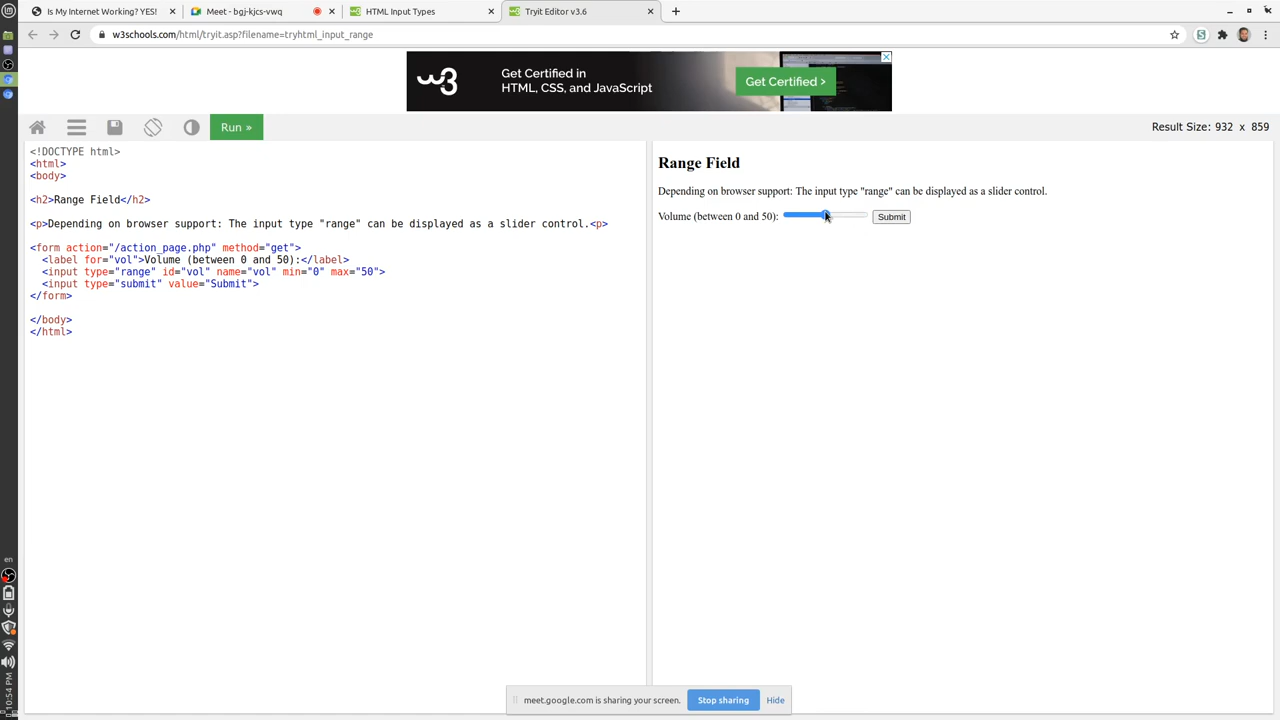 Is My Internet Working? YES!
Meet - bgj-kjcs-vwq
HTML Input Types
Tryit Editor v3.6
w3schools.com/html/tryit.asp?filename=tryhtml_input_range
Get Certified in
HTML, CSS, and JavaScript
Get Certified >
Run »
Result Size: 932 x 859
<!DOCTYPE html>
<html>
<body>
<h2>Range Field</h2>
<p>Depending on browser support: The input type "range" can be displayed as a slider control.<p>
<form action="/action_page.php" method="get">
<label for="vol">Volume (between 0 and 50):</label>
<input type="range" id="vol" name="vol" min="0" max="50">
<input type="submit" value="Submit">
</form>
</body>
</html>
Range Field
Depending on browser support: The input type "range" can be displayed as a slider control.
Volume (between 0 and 50):
Submit
en
10:54 PM
meet.google.com is sharing your screen.
Stop sharing
Hide